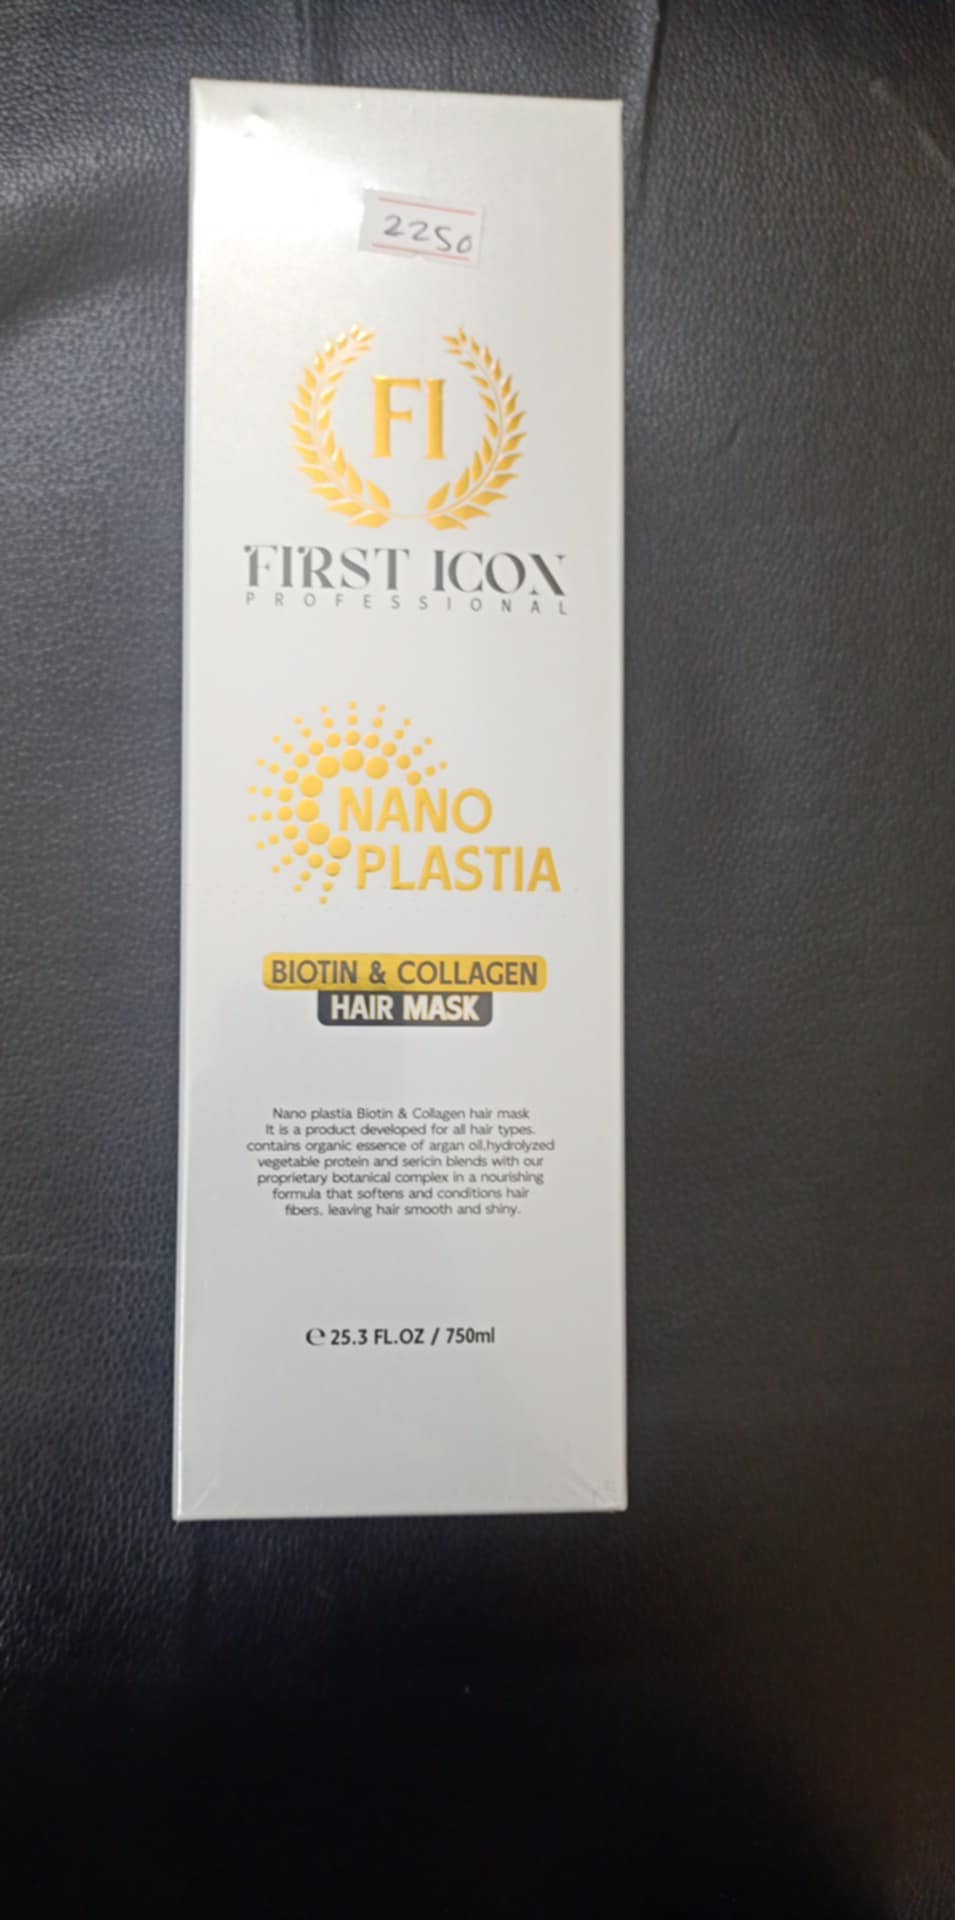 2250
FI
FIRST ICON
PROFESSIONAL
NANO
PLASTIA
BIOTIN & COLLAGEN
HAIR MASK
Nano plastia Biotin & Collagen hair mask
It is a product developed for all hair types.
contains organic essence of argan oil,hydrolyzed
vegetable protein and sericin blends with our
proprietary botanical complex in a nourishing
formula that softens and conditions hair
fibers. leaving hair smooth and shiny.
℮ 25.3 FL.OZ / 750ml